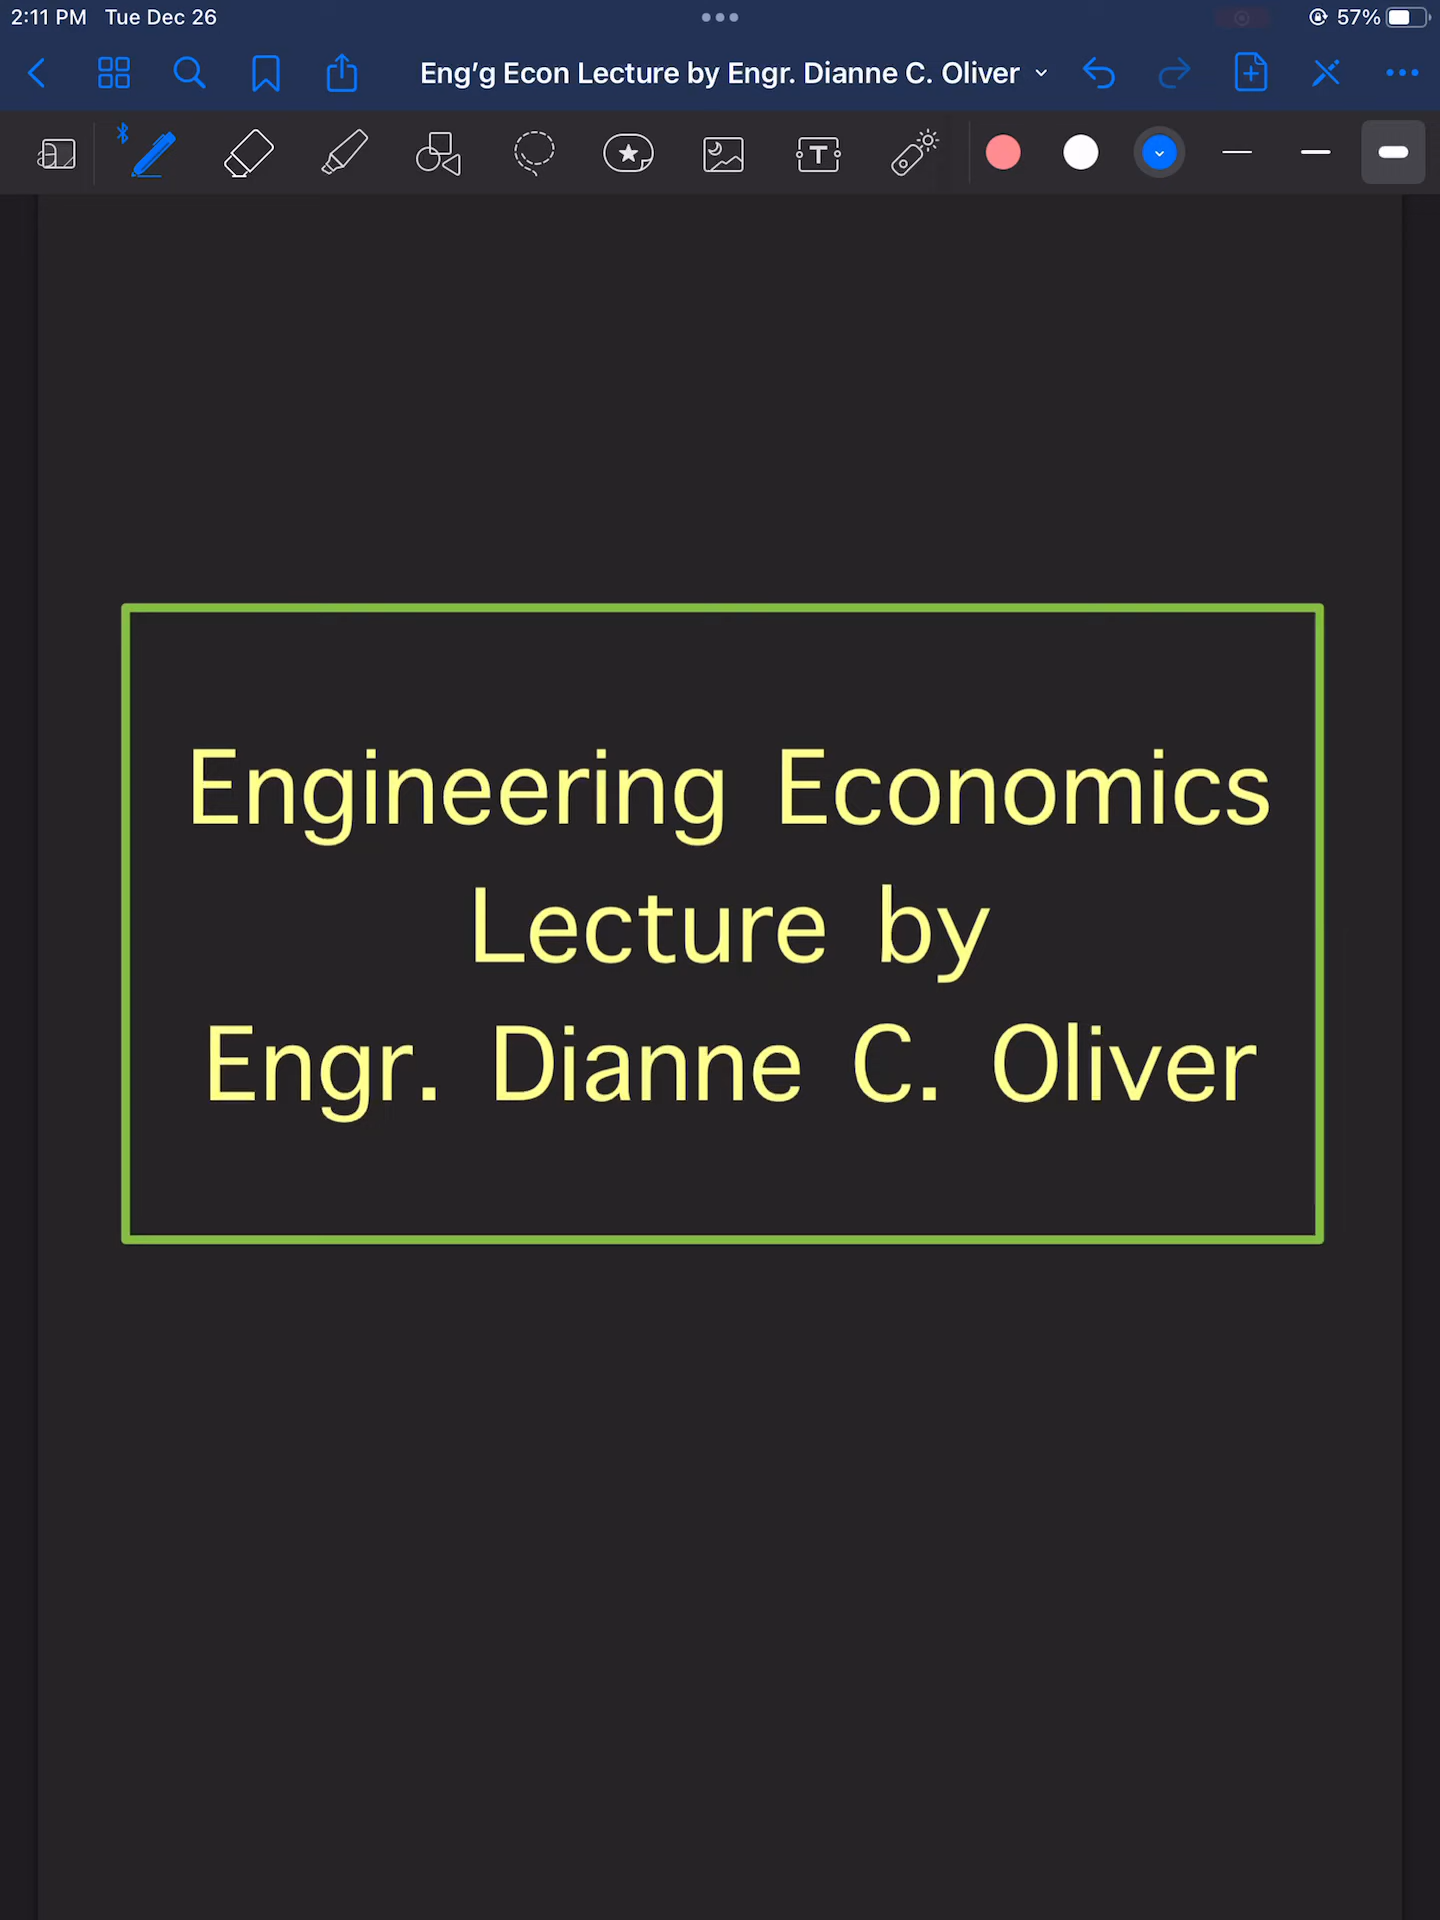 2:11 PM Tue Dec 26
57%
Eng’g Econ Lecture by Engr. Dianne C. Oliver
Engineering Economics
Lecture by
Engr. Dianne C. Oliver